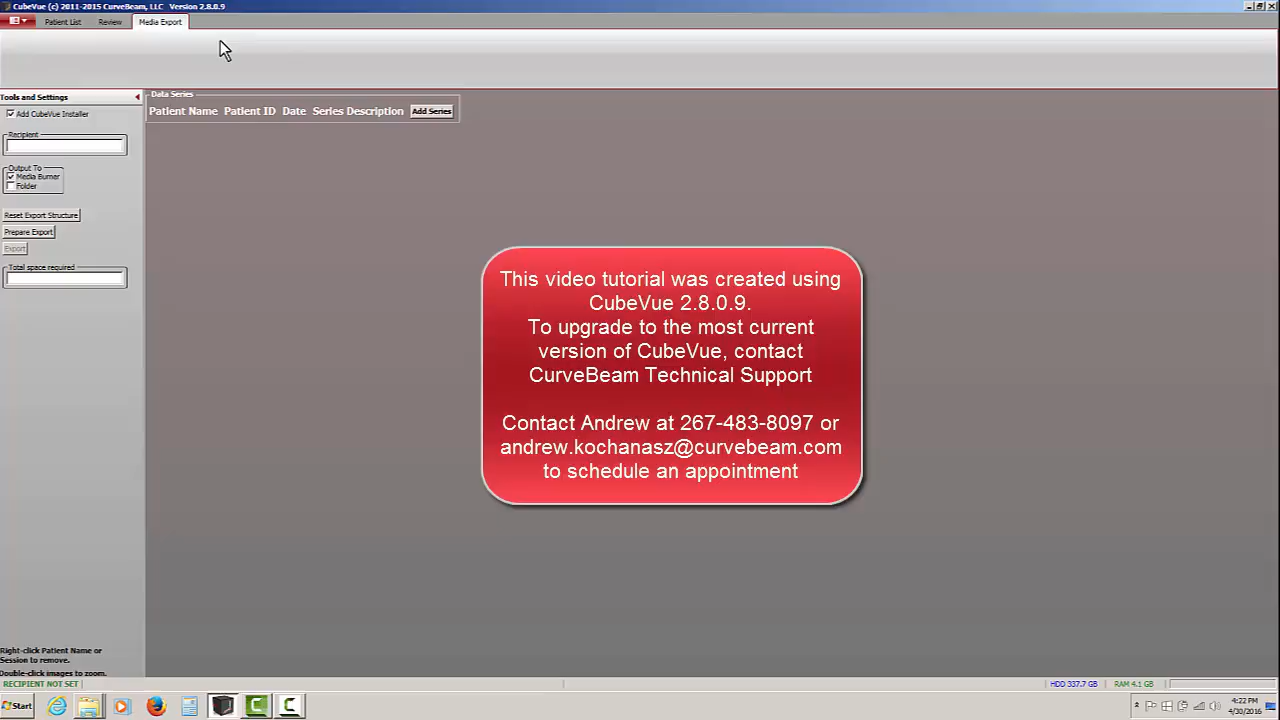 CubeVue (c) 2011-2015 CurveBeam, LLC Version 2.8.0.9
Patient List Review Media Export
Tools and Settings
Add CubeVue Installer
Recipient
Output To
Media Burner
Folder
Reset Export Structure
Prepare Export
Export
Total space required
Data Series
Patient Name Patient ID Date Series Description Add Series
This video tutorial was created using
CubeVue 2.8.0.9.
To upgrade to the most current
version of CubeVue, contact
CurveBeam Technical Support
Contact Andrew at 267-483-8097 or
andrew.kochanasz@curvebeam.com
to schedule an appointment
Right-click Patient Name or
Session to remove.
Double-click images to zoom.
RECIPIENT NOT SET
HDD 337.7 GB RAM 4.1 GB
Start
4:22 PM
4/30/2016